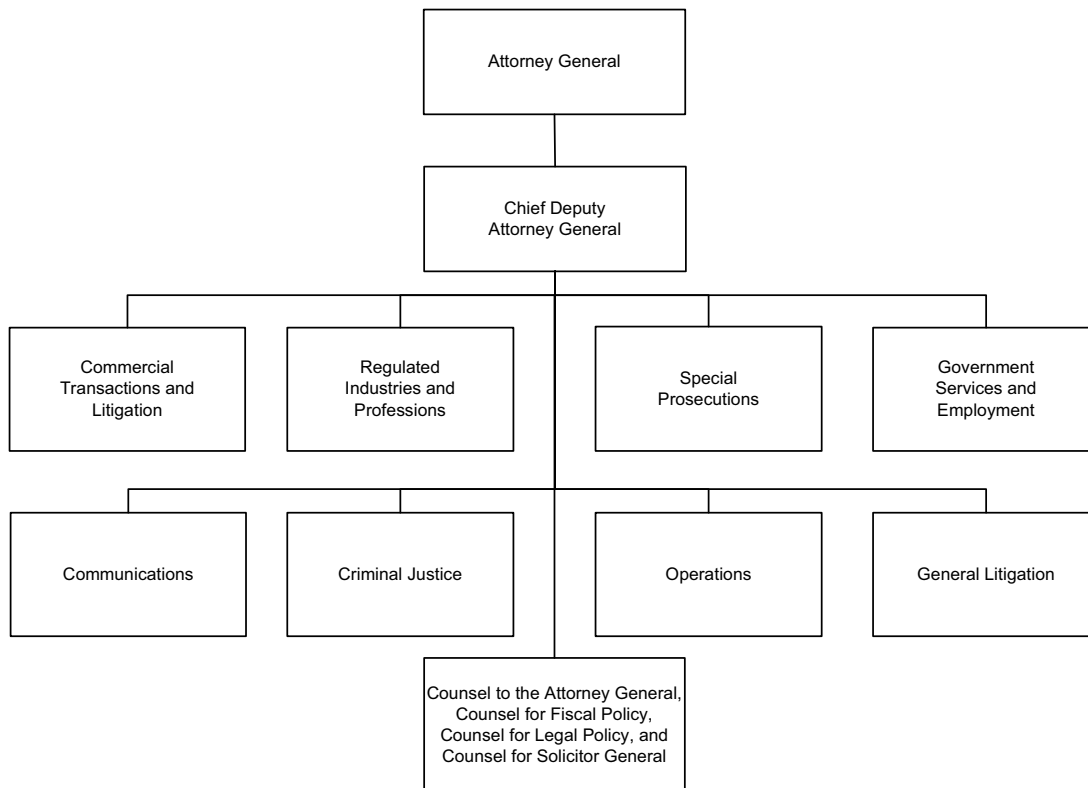 Attorney General
Chief Deputy
Attorney General
Commercial
Transactions and
Litigation
Regulated
Industries and
Professions
Special
Prosecutions
Government
Services and
Employment
Communications
Criminal Justice
Operations
General Litigation
Counsel to the Attorney General,
Counsel for Fiscal Policy,
Counsel for Legal Policy, and
Counsel for Solicitor General